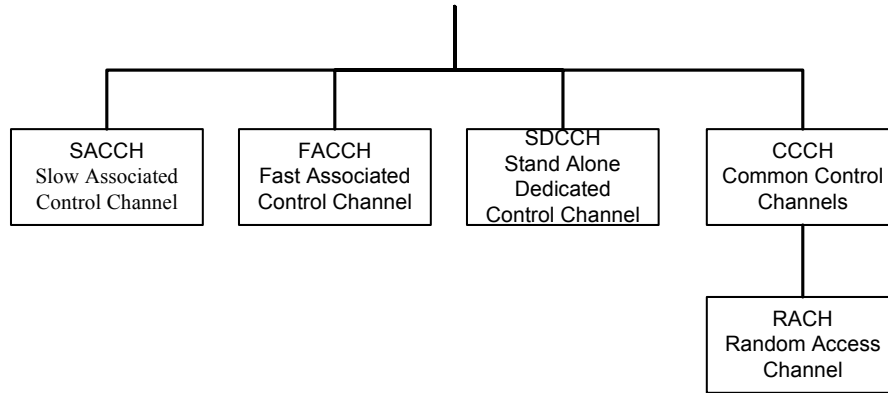 SACCH
Slow Associated
Control Channel
FACCH
Fast Associated
Control Channel
SDCCH
Stand Alone
Dedicated
Control Channel
CCCH
Common Control
Channels
RACH
Random Access
Channel